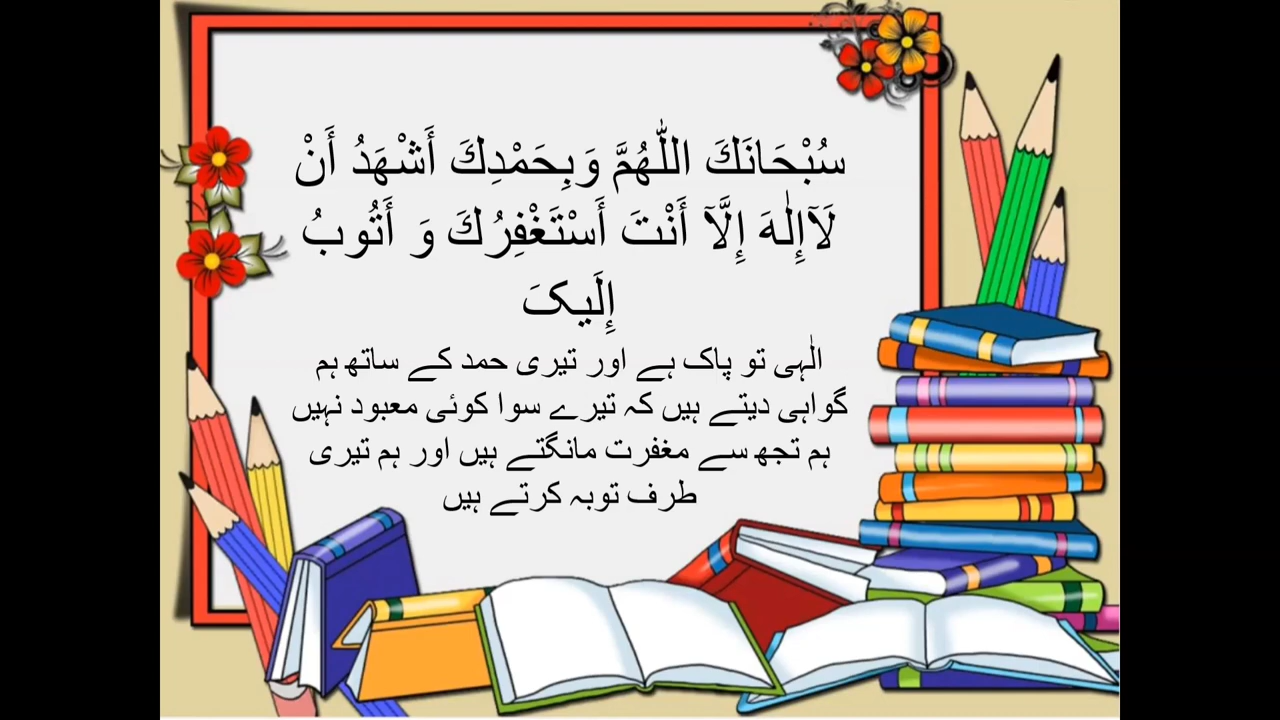 سُبْحَانَكَ اللّٰهُمَّ وَبِحَمْدِكَ أَشْهَدُ أَنْ
لَآإِلٰهَ إِلَّآ أَنْتَ أَسْتَغْفِرُكَ وَ أَتُوبُ
إِلَیکَ
الٰہی تو پاک ہے اور تیری حمد کے ساتھ ہم
گواہی دیتے ہیں کہ تیرے سوا کوئی معبود نہیں
ہم تجھ سے مغفرت مانگتے ہیں اور ہم تیری
طرف توبہ کرتے ہیں